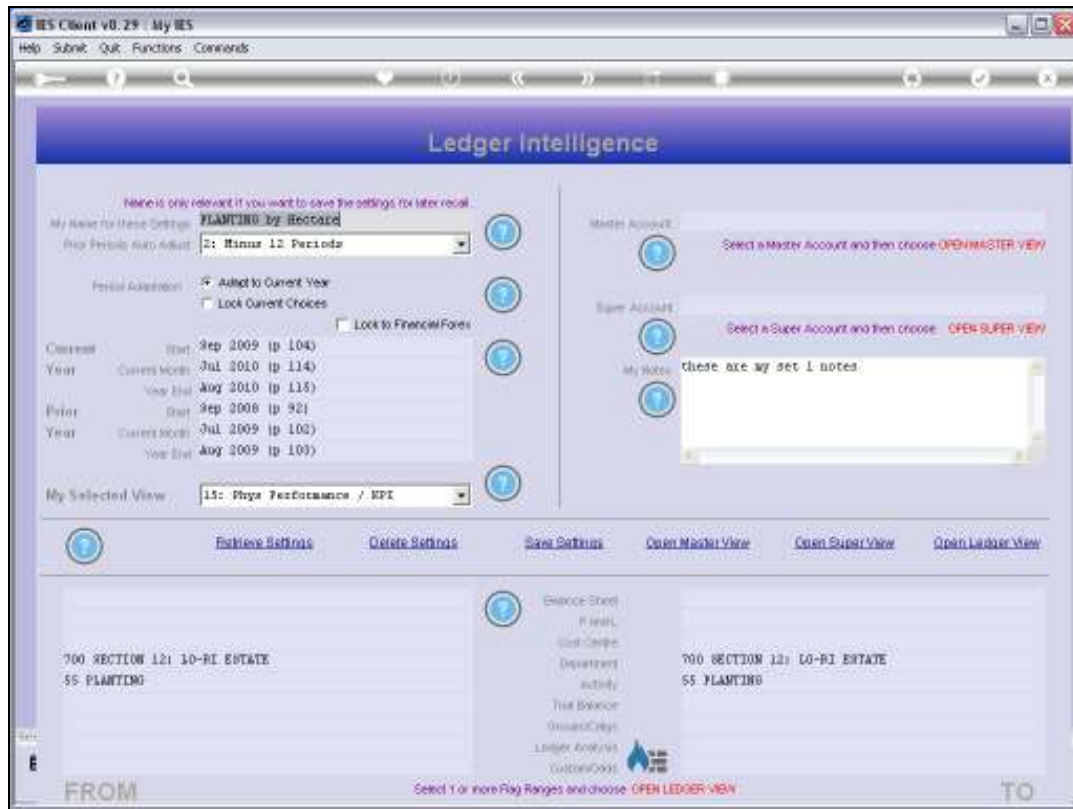 IES Client v0.29 : My IES
Help Submit Quit Functions Commands
Ledger Intelligence
Name is only relevant if you want to save the settings for later recall
My Name for these Settings PLANTING by Hectare
Prior Periods Auto Adjust 2: Minus 12 Periods
Period Adaptation Adapt to Current Year
Lock Current Choices
Lock to Financial Forex
Current Start Sep 2009 (p 104)
Year Current Month Jul 2010 (p 114)
Year End Aug 2010 (p 115)
Prior Start Sep 2008 (p 92)
Year Current Month Jul 2009 (p 102)
Year End Aug 2009 (p 103)
My Selected View 15: Phys Performance / KPI
Master Account
Select a Master Account and then choose OPEN MASTER VIEW
Super Account
Select a Super Account and then choose OPEN SUPER VIEW
My Notes these are my set 1 notes
Retrieve Settings Delete Settings Save Settings Open Master View Open Super View Open Ledger View
Balance Sheet
P and L
Cost Centre
700 SECTION 12: LO-RI ESTATE Department 700 SECTION 12: LO-RI ESTATE
55 PLANTING Activity 55 PLANTING
Trial Balance
Ledger Analysis
FROM Select 1 or more Flag Ranges and choose OPEN LEDGER VIEW TO